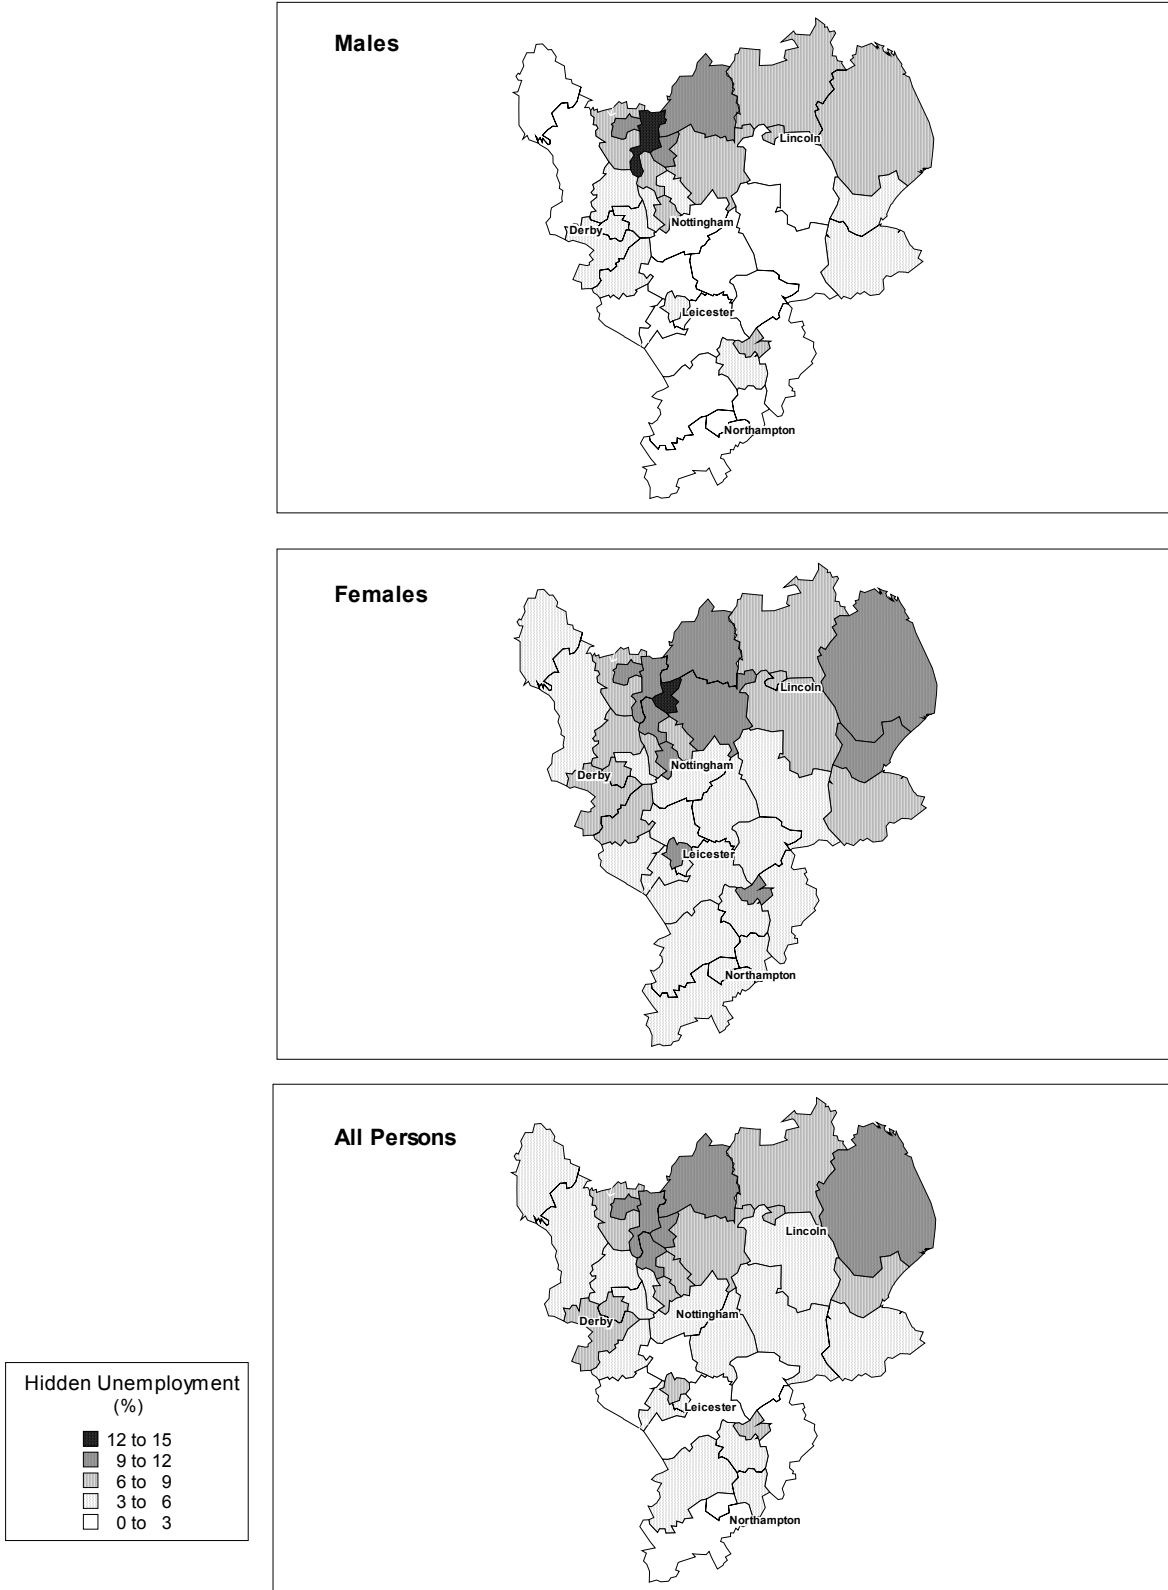 Males
Lincoln
Nottingham
Derby
Leicester
Northampton
Females
Lincoln
Nottingham
Derby
Leicester
Northampton
All Persons
Lincoln
Nottingham
Derby
Leicester
Northampton
Hidden Unemployment
(%)
12 to 15
9 to 12
6 to 9
3 to 6
0 to 3